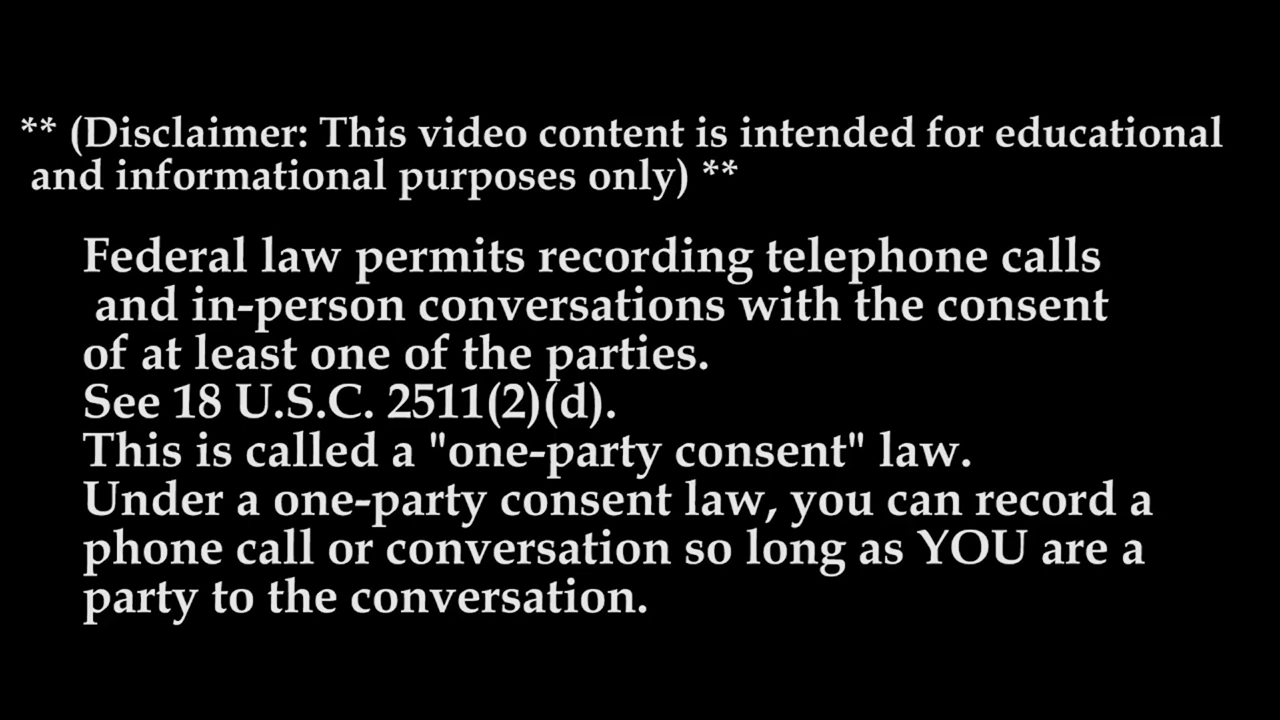 ** (Disclaimer: This video content is intended for educational
and informational purposes only) **
Federal law permits recording telephone calls
and in-person conversations with the consent
of at least one of the parties.
See 18 U.S.C. 2511(2)(d).
This is called a "one-party consent" law.
Under a one-party consent law, you can record a
phone call or conversation so long as YOU are a
party to the conversation.